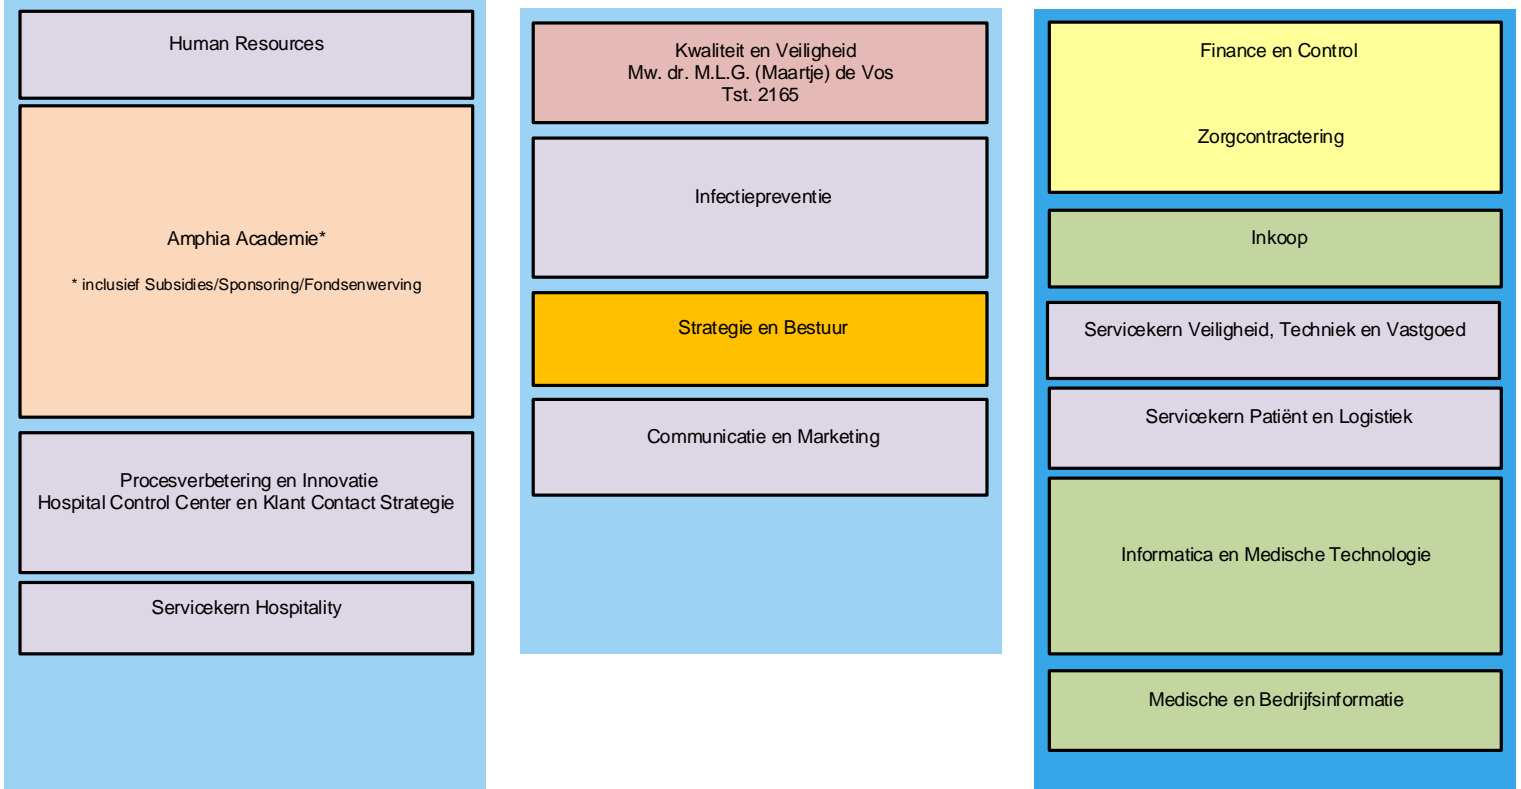 Human Resources
Amphia Academie*
* inclusief Subsidies/Sponsoring/Fondsenwerving
Procesverbetering en Innovatie
Hospital Control Center en Klant Contact Strategie
Servicekern Hospitality
Kwaliteit en Veiligheid
Mw. dr. M.L.G. (Maartje) de Vos
Tst. 2165
Infectiepreventie
Strategie en Bestuur
Communicatie en Marketing
Finance en Control
Zorgcontractering
Inkoop
Servicekern Veiligheid, Techniek en Vastgoed
Servicekern Patiënt en Logistiek
Informatica en Medische Technologie
Medische en Bedrijfsinformatie